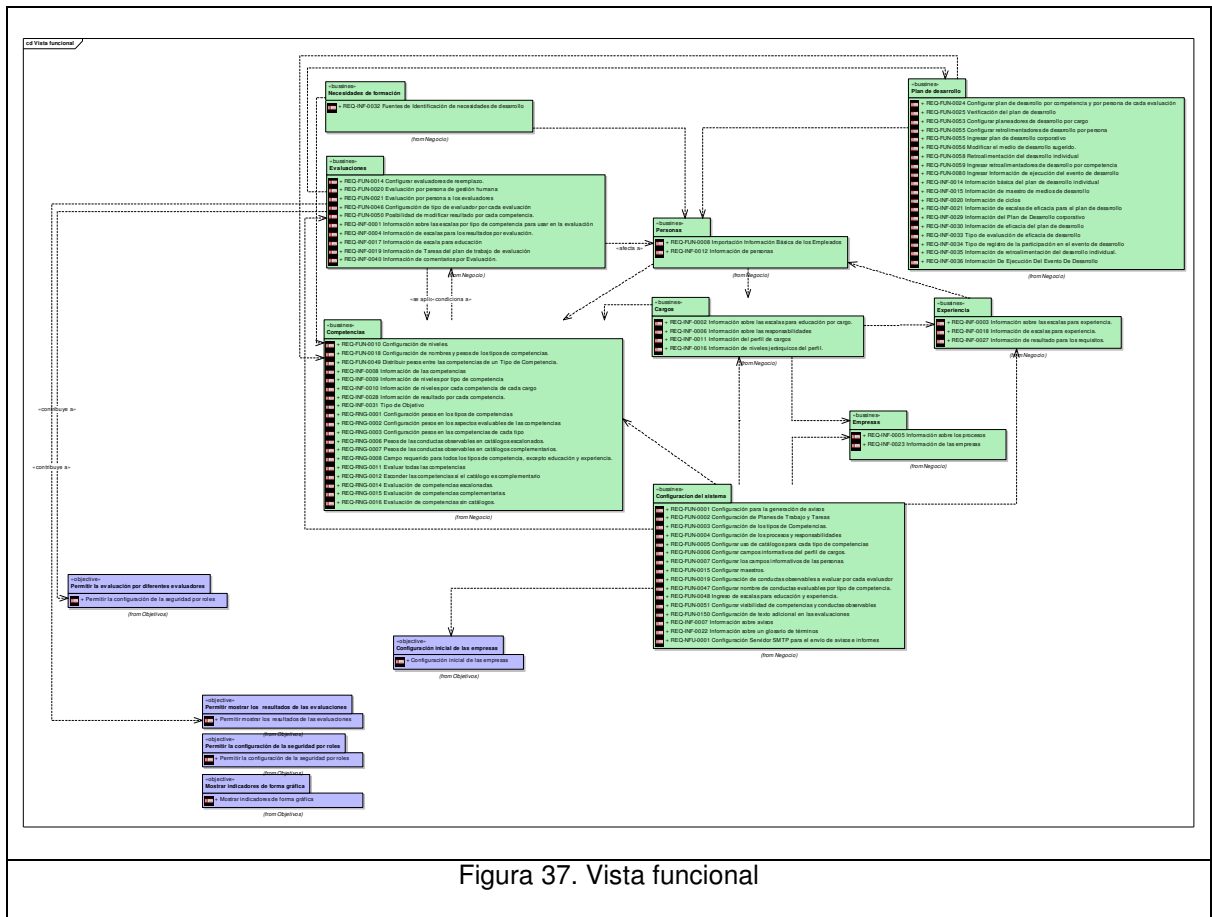 cd Vista funcional
«bussines»
Necesidades de formación
+ REQ-INF-0032 Fuentes de Identificación de necesidades de desarrollo
(from Negocio)
«bussines»
Plan de desarrollo
+ REQ-FUN-0024 Configurar plan de desarrollo por competencia y por persona de cada evaluación
+ REQ-FUN-0025 Verificación del plan de desarrollo
+ REQ-FUN-0053 Configurar planeadores de desarrollo por cargo
+ REQ-FUN-0055 Configurar retroalimentadores de desarrollo por persona
+ REQ-FUN-0055 Ingresar plan de desarrollo corporativo
+ REQ-FUN-0056 Modificar el medio de desarrollo sugerido.
+ REQ-FUN-0058 Retroalimentación del desarrollo individual
+ REQ-FUN-0059 Ingresar retroalimentadores de desarrollo por competencia
+ REQ-FUN-0080 Ingresar Información de ejecución del evento de desarrollo
+ REQ-INF-0014 Información básica del plan de desarrollo individual
+ REQ-INF-0015 Información de maestro de medios de desarrollo
+ REQ-INF-0020 Información de ciclos
+ REQ-INF-0021 Información de escalas de eficacia para el plan de desarrollo
+ REQ-INF-0029 Información del Plan de Desarrollo corporativo
+ REQ-INF-0030 Información de eficacia del plan de desarrollo
+ REQ-INF-0033 Tipo de evaluación de eficacia de desarrollo
+ REQ-INF-0034 Tipo de registro de la participación en el evento de desarrollo
+ REQ-INF-0035 Información de retroalimentación del desarrollo individual.
+ REQ-INF-0036 Información De Ejecución Del Evento De Desarrollo
(from Negocio)
«bussines»
Evaluaciones
+ REQ-FUN-0014 Configurar evaluadores de reemplazo.
+ REQ-FUN-0020 Evaluación por persona de gestión humana
+ REQ-FUN-0021 Evaluación por persona a los evaluadores
+ REQ-FUN-0046 Configuración de tipo de evaluador por cada evaluación
+ REQ-FUN-0050 Posibilidad de modificar resultado por cada competencia.
+ REQ-INF-0001 Información sobre las escalas por tipo de competencia para usar en la evaluación
+ REQ-INF-0004 Información de escalas para los resultados por evaluación.
+ REQ-INF-0017 Información de escala para educación
+ REQ-INF-0019 Información de Tareas del plan de trabajo de evaluación
+ REQ-INF-0040 Información de comentarios por Evaluación.
(from Negocio)
«afecta a»
«bussines»
Personas
+ REQ-FUN-0008 Importación Información Básica de los Empleados
+ REQ-INF-0012 Información de personas
(from Negocio)
«condiciona a»
«bussines»
Cargos
+ REQ-INF-0002 Información sobre las escalas para educación por cargo.
+ REQ-INF-0006 Información sobre las responsabilidades
+ REQ-INF-0011 Información del perfil de cargos
+ REQ-INF-0016 Información de niveles jerárquicos del perfil.
(from Negocio)
«bussines»
Experiencia
+ REQ-INF-0003 Información sobre las escalas para experiencia.
+ REQ-INF-0018 Información de escalas para experiencia.
+ REQ-INF-0027 Información de resultado para los requisitos.
(from Negocio)
«bussines»
Competencias
+ REQ-FUN-0010 Configuración de niveles.
+ REQ-FUN-0018 Configuración de nombres y pesos de los tipos de competencias.
+ REQ-FUN-0049 Distribuir pesos entre las competencias de un Tipo de Competencia.
+ REQ-INF-0008 Información de las competencias
+ REQ-INF-0009 Información de niveles por tipo de competencia
+ REQ-INF-0010 Información de niveles por cada competencia de cada cargo
+ REQ-INF-0028 Información de resultado por cada competencia.
+ REQ-INF-0031 Tipo de Objetivo
+ REQ-RNG-0001 Configuración pesos en los tipos de competencias
+ REQ-RNG-0002 Configuración pesos en los aspectos evaluables de las competencias
+ REQ-RNG-0003 Configuración pesos en las competencias de cada tipo
+ REQ-RNG-0006 Pesos de las conductas observables en catálogos escalonados.
+ REQ-RNG-0007 Pesos de las conductas observables en catálogos complementarios.
+ REQ-RNG-0008 Campo requerido para todos los tipos de competencia, excepto educación y experiencia.
+ REQ-RNG-0011 Evaluar todas las competencias
+ REQ-RNG-0012 Esconder las competencias si el catálogo es complementario
+ REQ-RNG-0014 Evaluación de competencias escalonadas.
+ REQ-RNG-0015 Evaluación de competencias complementarias
+ REQ-RNG-0016 Evaluación de competencias sin catálogos.
(from Negocio)
«contribuye a»
«contribuye a»
«bussines»
Empresas
+ REQ-INF-0005 Información sobre los procesos
+ REQ-INF-0023 Información de las empresas
(from Negocio)
«bussines»
Configuracion del sistema
+ REQ-FUN-0001 Configuración para la generación de avisos
+ REQ-FUN-0002 Configuración de Planes de Trabajo y Tareas
+ REQ-FUN-0003 Configuración de los tipos de Competencias.
+ REQ-FUN-0004 Configuración de los procesos y responsabilidades
+ REQ-FUN-0005 Configurar uso de catálogos para cada tipo de competencias
+ REQ-FUN-0006 Configurar campos informativos del perfil de cargos.
+ REQ-FUN-0007 Configurar los campos informativos de las personas.
+ REQ-FUN-0015 Configurar maestros.
+ REQ-FUN-0019 Configuración de conductas observables a evaluar por cada evaluador
+ REQ-FUN-0047 Configurar nombre de conductas evaluables por tipo de competencia.
+ REQ-FUN-0048 Ingreso de escalas para educación y experiencia.
+ REQ-FUN-0051 Configurar visibilidad de competencias y conductas observables
+ REQ-FUN-0150 Configuración de texto adicional en las evaluaciones
+ REQ-INF-0007 Información sobre avisos
+ REQ-INF-0022 Información sobre un glosario de términos
+ REQ-NFU-0001 Configuración Servidor SMTP para el envío de avisos e informes
(from Negocio)
«objective»
Permitir la evaluación por diferentes evaluadores
+ Permitir la configuración de la seguridad por roles
(from Objetivos)
«objective»
Configuración inicial de las empresas
+ Configuración inicial de las empresas
(from Objetivos)
«objective»
Permitir mostrar los resultados de las evaluaciones
+ Permitir mostrar los resultados de las evaluaciones
(from Objetivos)
«objective»
Permitir la configuración de la seguridad por roles
+ Permitir la configuración de la seguridad por roles
(from Objetivos)
«objective»
Mostrar indicadores de forma gráfica
+ Mostrar indicadores de forma gráfica
(from Objetivos)
Figura 37. Vista funcional